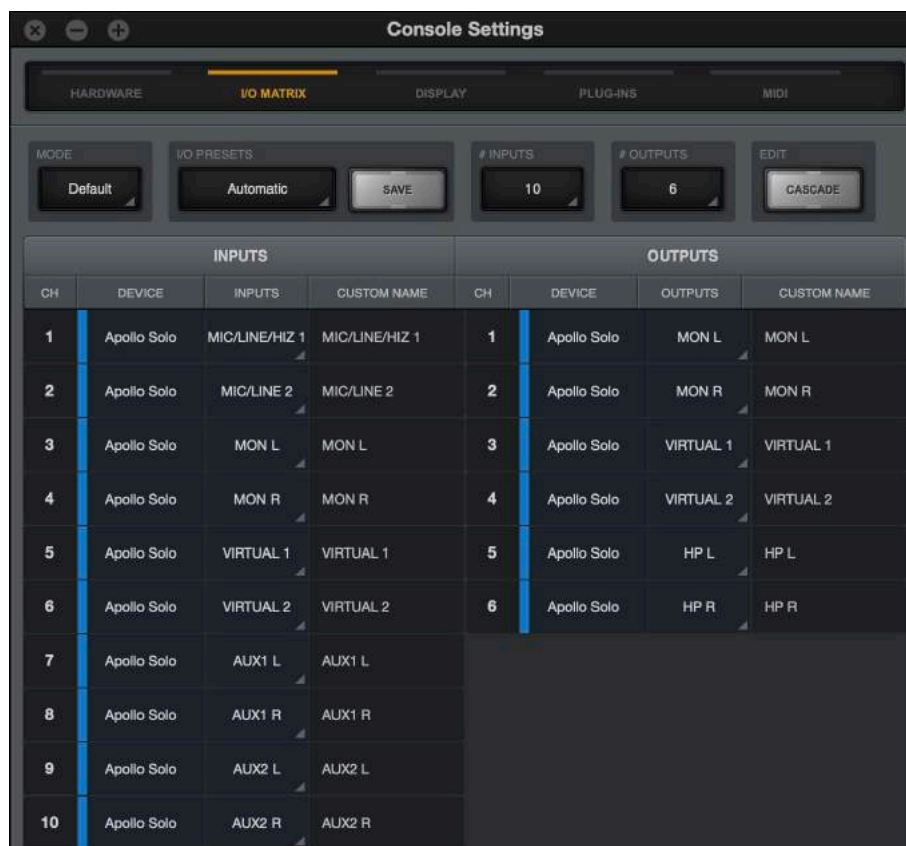 Console Settings
HARDWARE I/O MATRIX DISPLAY PLUG-INS MIDI
MODE I/O PRESETS # INPUTS # OUTPUTS EDIT
Default Automatic SAVE 10 6 CASCADE
INPUTS OUTPUTS
CH DEVICE INPUTS CUSTOM NAME CH DEVICE OUTPUTS CUSTOM NAME
1 Apollo Solo MIC/LINE/HIZ 1 MIC/LINE/HIZ 1 1 Apollo Solo MON L MON L
2 Apollo Solo MIC/LINE 2 MIC/LINE 2 2 Apollo Solo MON R MON R
3 Apollo Solo MON L MON L 3 Apollo Solo VIRTUAL 1 VIRTUAL 1
4 Apollo Solo MON R MON R 4 Apollo Solo VIRTUAL 2 VIRTUAL 2
5 Apollo Solo VIRTUAL 1 VIRTUAL 1 5 Apollo Solo HP L HP L
6 Apollo Solo VIRTUAL 2 VIRTUAL 2 6 Apollo Solo HP R HP R
7 Apollo Solo AUX1 L AUX1 L
8 Apollo Solo AUX1 R AUX1 R
9 Apollo Solo AUX2 L AUX2 L
10 Apollo Solo AUX2 R AUX2 R